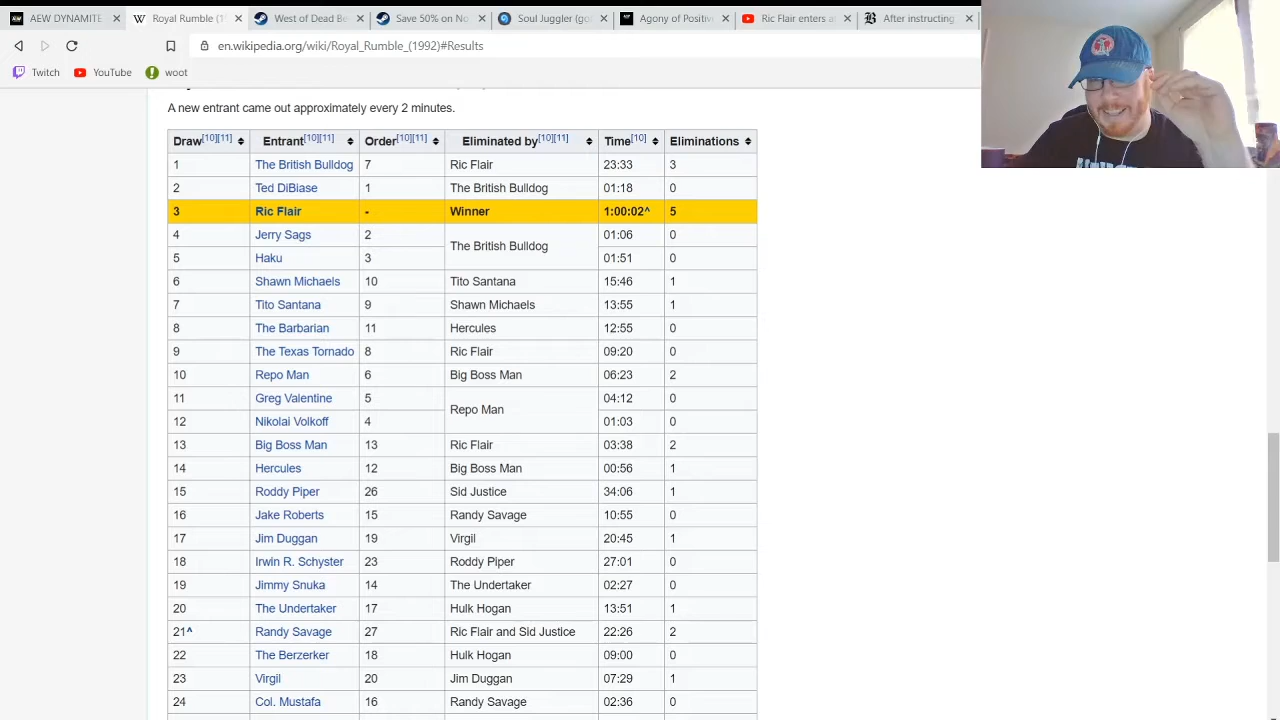 AEW DYNAMITE
Royal Rumble (1
West of Dead Be
Save 50% on No
Soul Juggler (go
Agony of Positiv
Ric Flair enters a
After instructing
en.wikipedia.org/wiki/Royal_Rumble_(1992)#Results
Twitch YouTube woot
A new entrant came out approximately every 2 minutes.
Draw[10][11] Entrant[10][11] Order[10][11] Eliminated by[10][11] Time[10] Eliminations
1 The British Bulldog 7 Ric Flair 23:33 3
2 Ted DiBiase 1 The British Bulldog 01:18 0
3 Ric Flair - Winner 1:00:02^ 5
4 Jerry Sags 2 The British Bulldog 01:06 0
5 Haku 3 01:51 0
6 Shawn Michaels 10 Tito Santana 15:46 1
7 Tito Santana 9 Shawn Michaels 13:55 1
8 The Barbarian 11 Hercules 12:55 0
9 The Texas Tornado 8 Ric Flair 09:20 0
10 Repo Man 6 Big Boss Man 06:23 2
11 Greg Valentine 5 Repo Man 04:12 0
12 Nikolai Volkoff 4 01:03 0
13 Big Boss Man 13 Ric Flair 03:38 2
14 Hercules 12 Big Boss Man 00:56 1
15 Roddy Piper 26 Sid Justice 34:06 1
16 Jake Roberts 15 Randy Savage 10:55 0
17 Jim Duggan 19 Virgil 20:45 1
18 Irwin R. Schyster 23 Roddy Piper 27:01 0
19 Jimmy Snuka 14 The Undertaker 02:27 0
20 The Undertaker 17 Hulk Hogan 13:51 1
21^ Randy Savage 27 Ric Flair and Sid Justice 22:26 2
22 The Berzerker 18 Hulk Hogan 09:00 0
23 Virgil 20 Jim Duggan 07:29 1
24 Col. Mustafa 16 Randy Savage 02:36 0